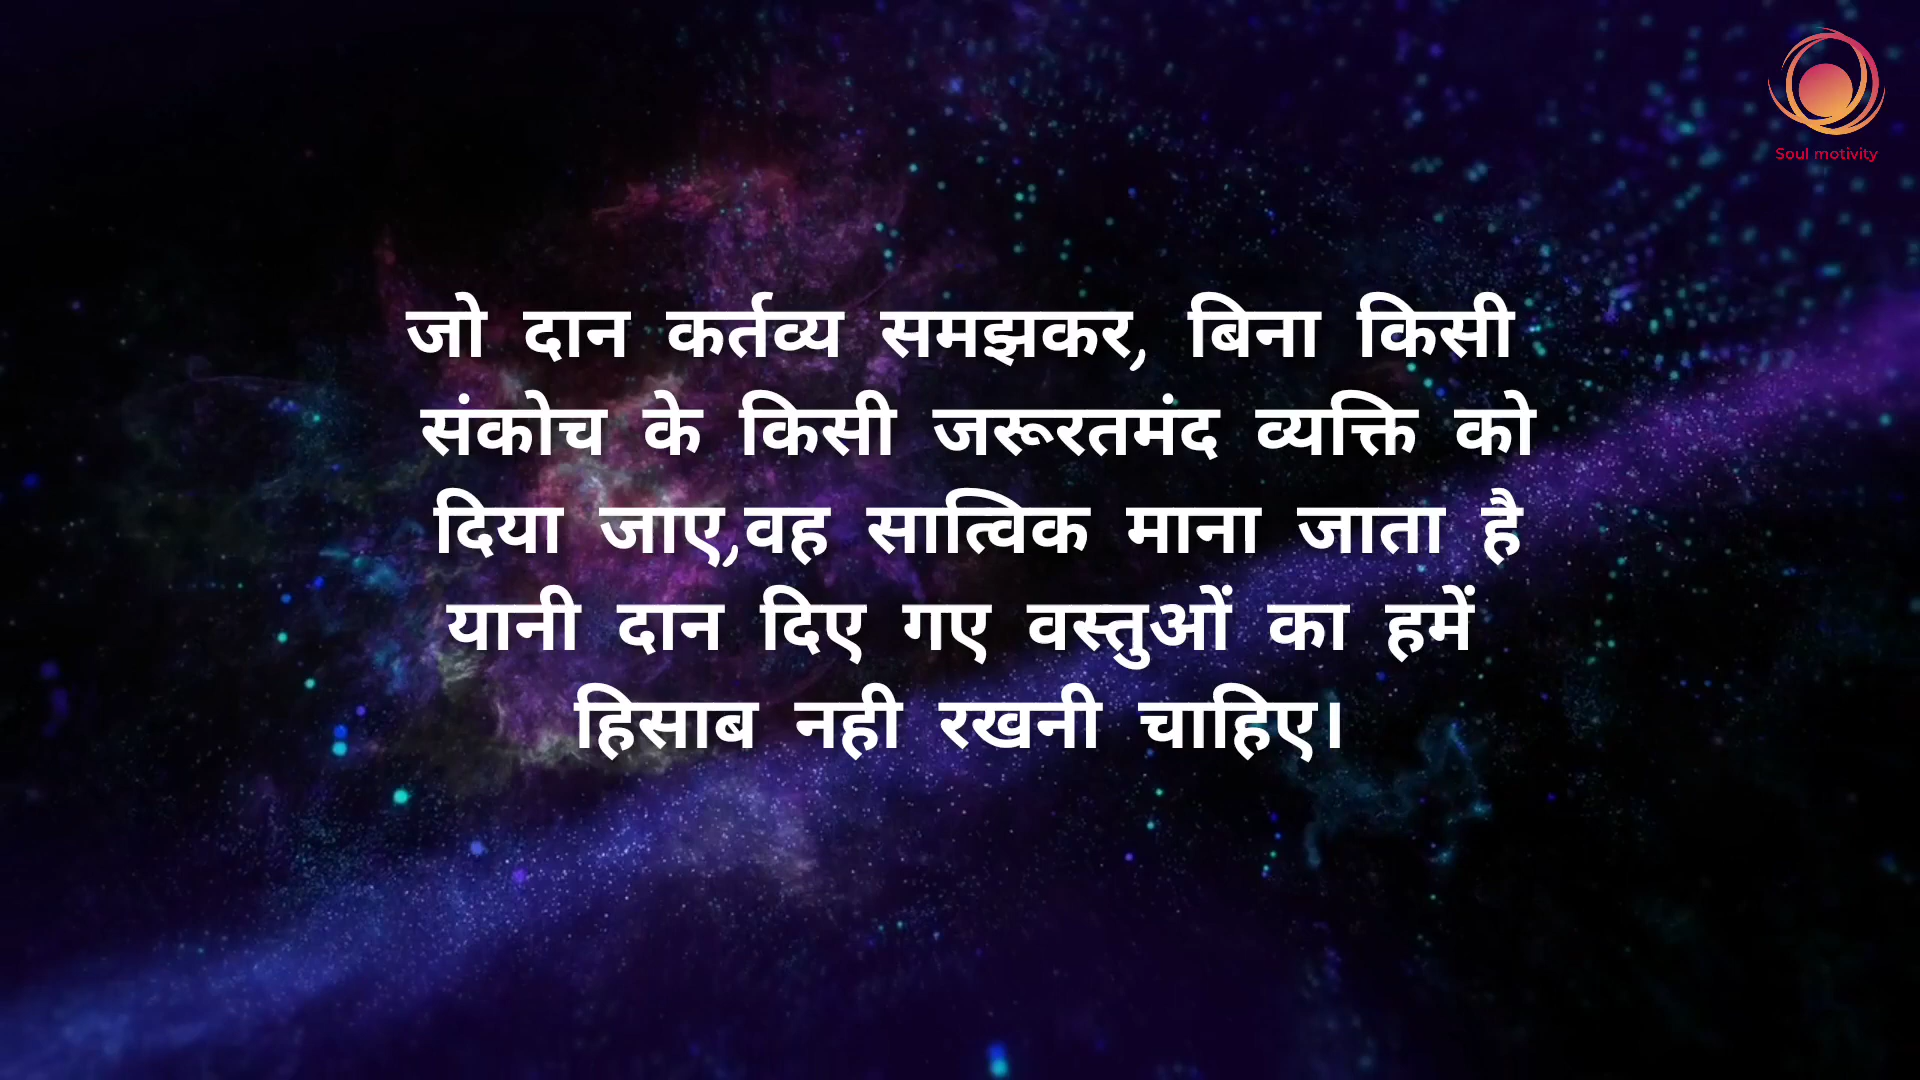 Soul motivity
जो दान कर्तव्य समझकर, बिना किसी
संकोच के किसी जरूरतमंद व्यक्ति को
दिया जाए,वह सात्विक माना जाता है
यानी दान दिए गए वस्तुओं का हमें
हिसाब नही रखनी चाहिए।